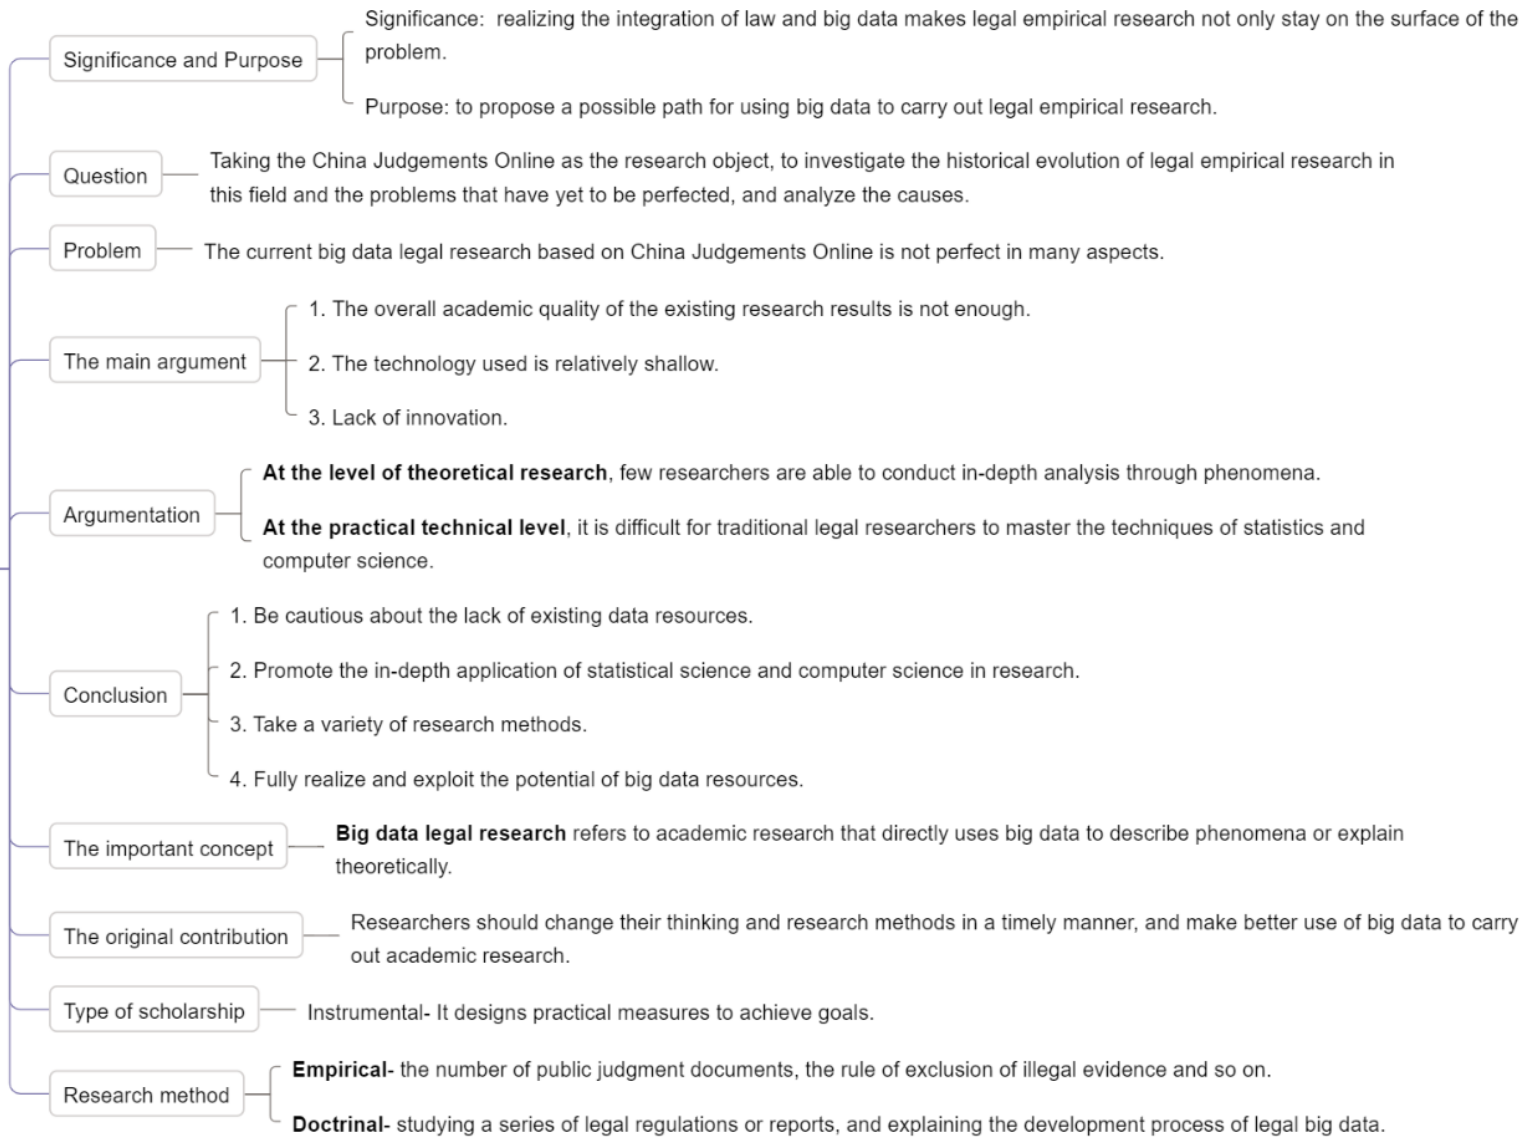 Significance and Purpose
Significance:  realizing the integration of law and big data makes legal empirical research not only stay on the surface of the
problem.
Purpose: to propose a possible path for using big data to carry out legal empirical research.
Question
Taking the China Judgements Online as the research object, to investigate the historical evolution of legal empirical research in
this field and the problems that have yet to be perfected, and analyze the causes.
Problem
The current big data legal research based on China Judgements Online is not perfect in many aspects.
The main argument
1. The overall academic quality of the existing research results is not enough.
2. The technology used is relatively shallow.
3. Lack of innovation.
Argumentation
At the level of theoretical research, few researchers are able to conduct in-depth analysis through phenomena.
At the practical technical level, it is difficult for traditional legal researchers to master the techniques of statistics and
computer science.
Conclusion
1. Be cautious about the lack of existing data resources.
2. Promote the in-depth application of statistical science and computer science in research.
3. Take a variety of research methods.
4. Fully realize and exploit the potential of big data resources.
The important concept
Big data legal research refers to academic research that directly uses big data to describe phenomena or explain
theoretically.
The original contribution
Researchers should change their thinking and research methods in a timely manner, and make better use of big data to carry
out academic research.
Type of scholarship
Instrumental- It designs practical measures to achieve goals.
Research method
Empirical- the number of public judgment documents, the rule of exclusion of illegal evidence and so on.
Doctrinal- studying a series of legal regulations or reports, and explaining the development process of legal big data.